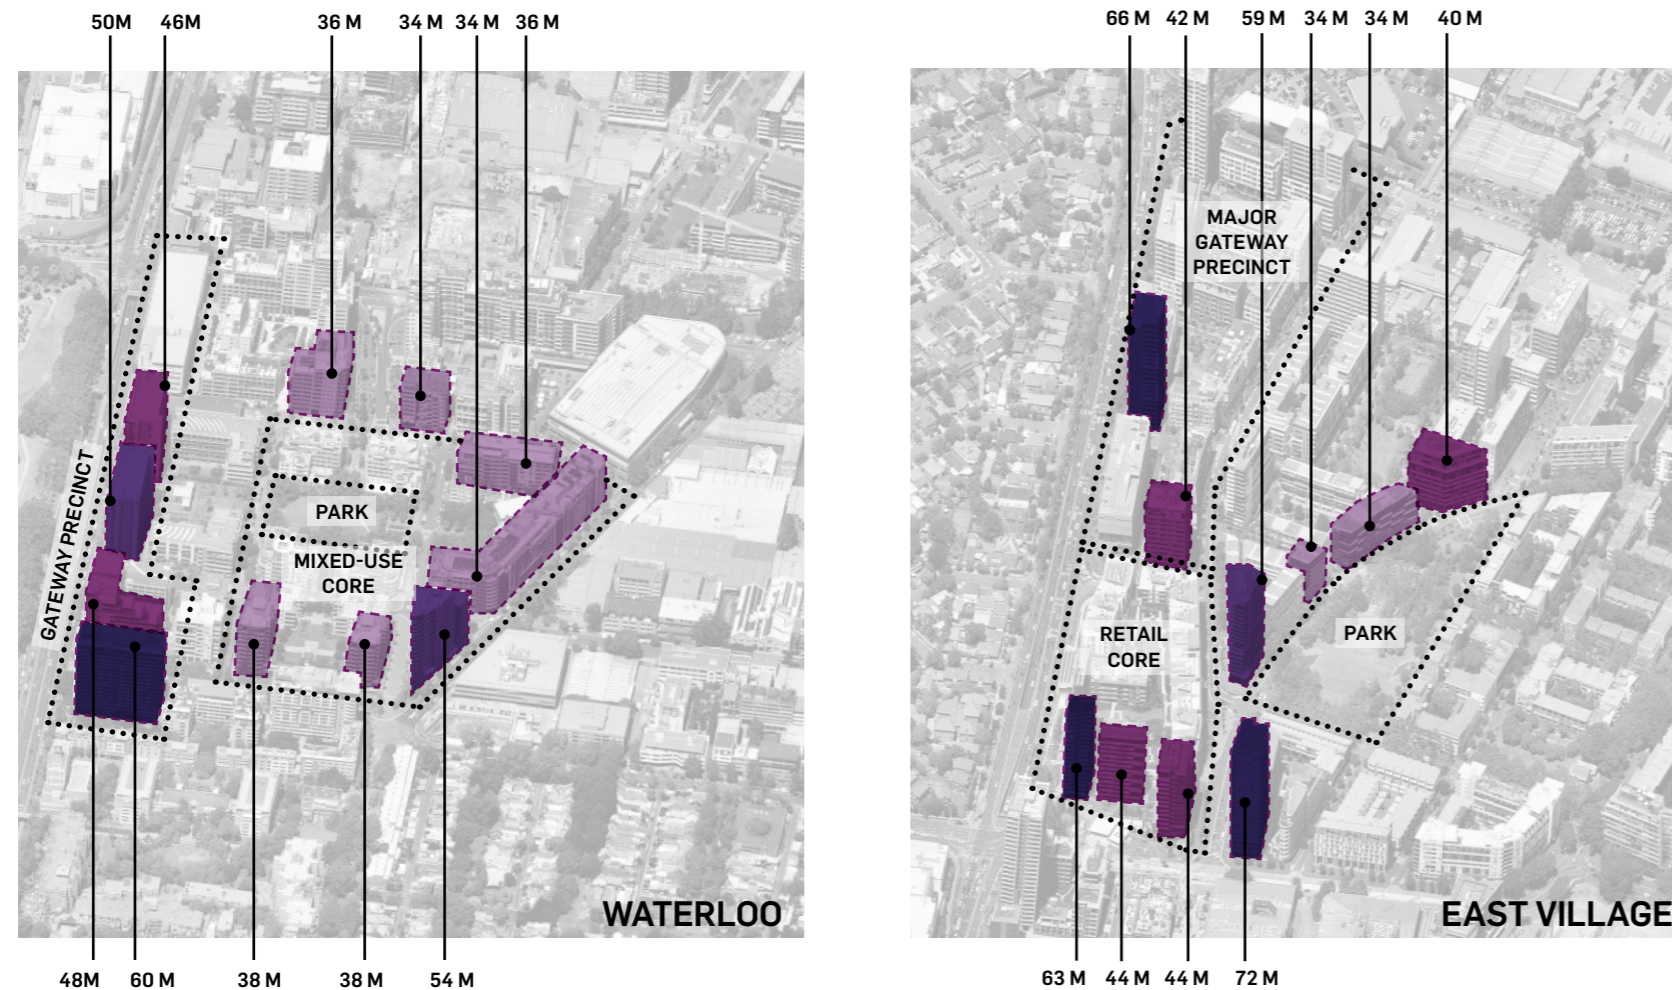 50M 46M 36 M 34 M 34 M 36 M
GATEWAY PRECINCT
PARK
MIXED-USE
CORE
WATERLOO
48M 60 M 38 M 38 M 54 M
66 M 42 M 59 M 34 M 34 M 40 M
MAJOR
GATEWAY
PRECINCT
RETAIL
CORE
PARK
EAST VILLAGE
63 M 44 M 44 M 72 M